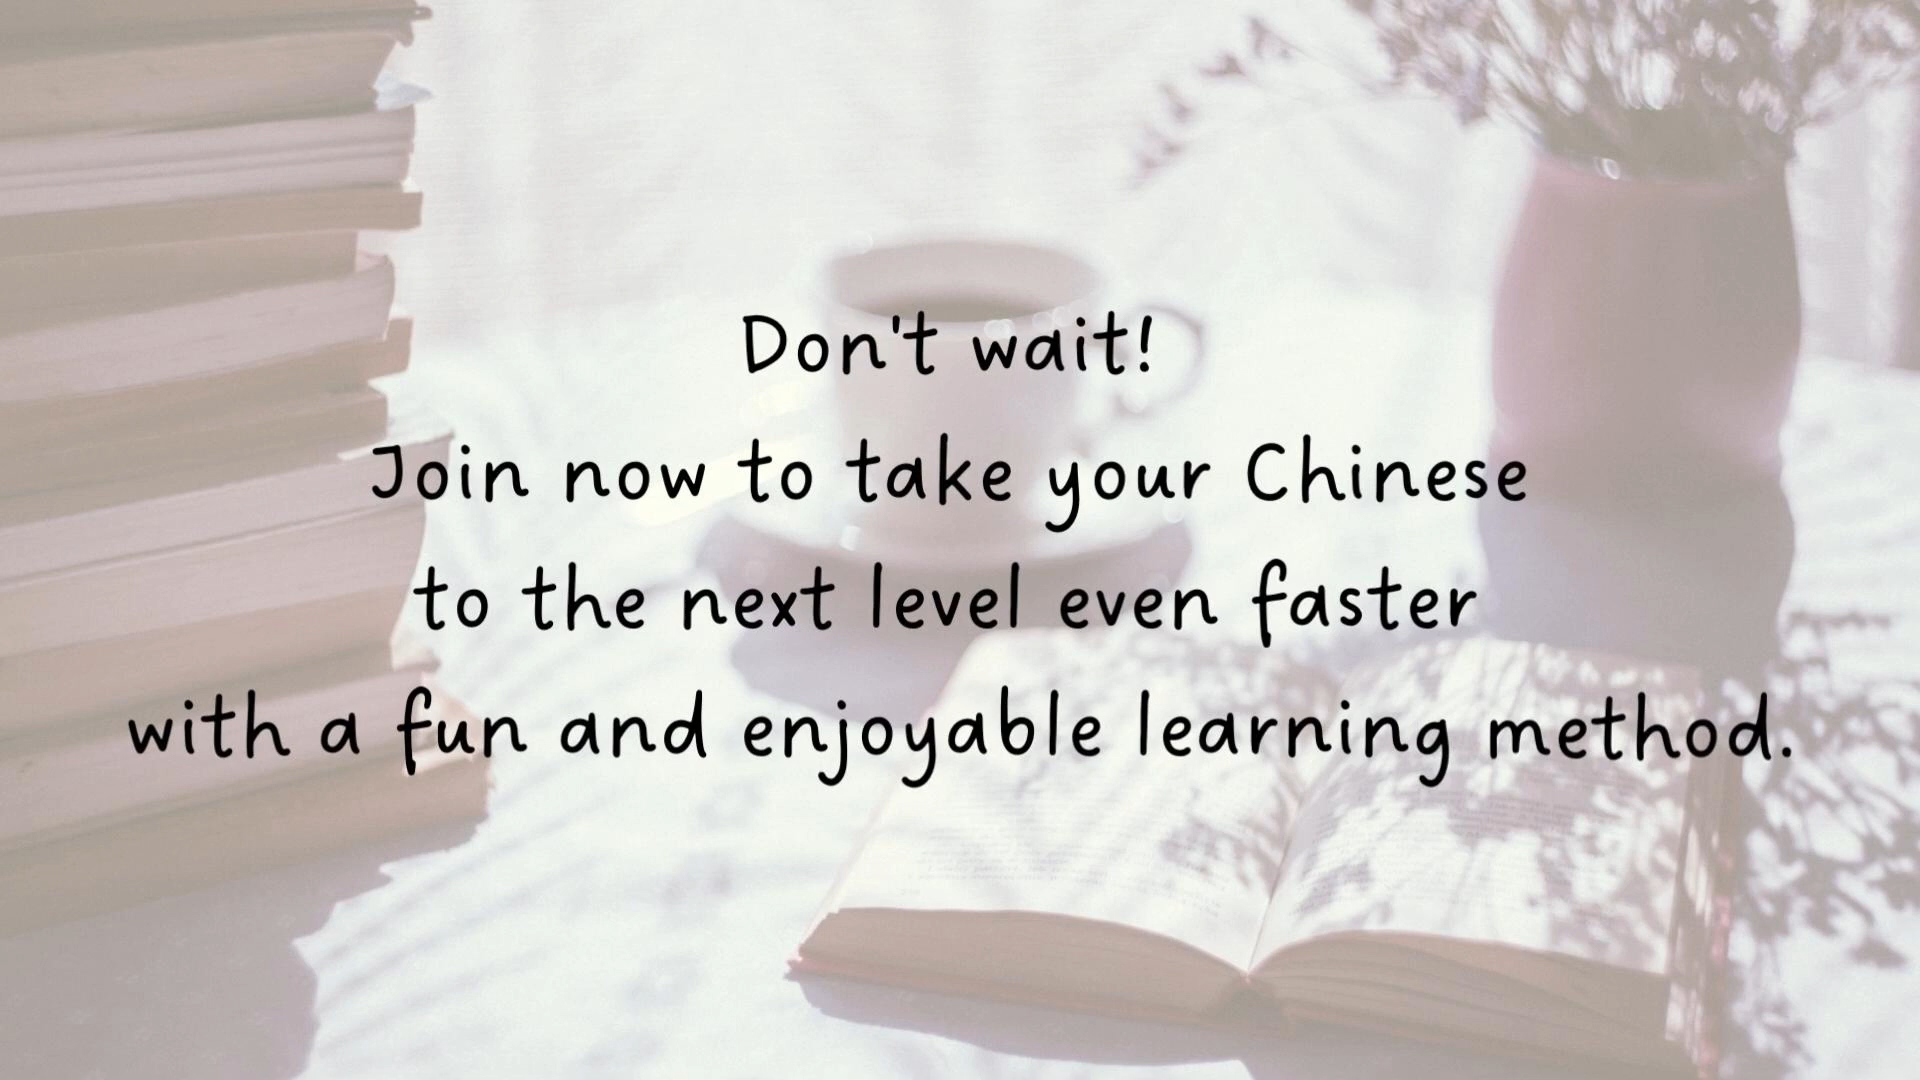 Don't wait!
Join now to take your Chinese
to the next level even faster
with a fun and enjoyable learning method.